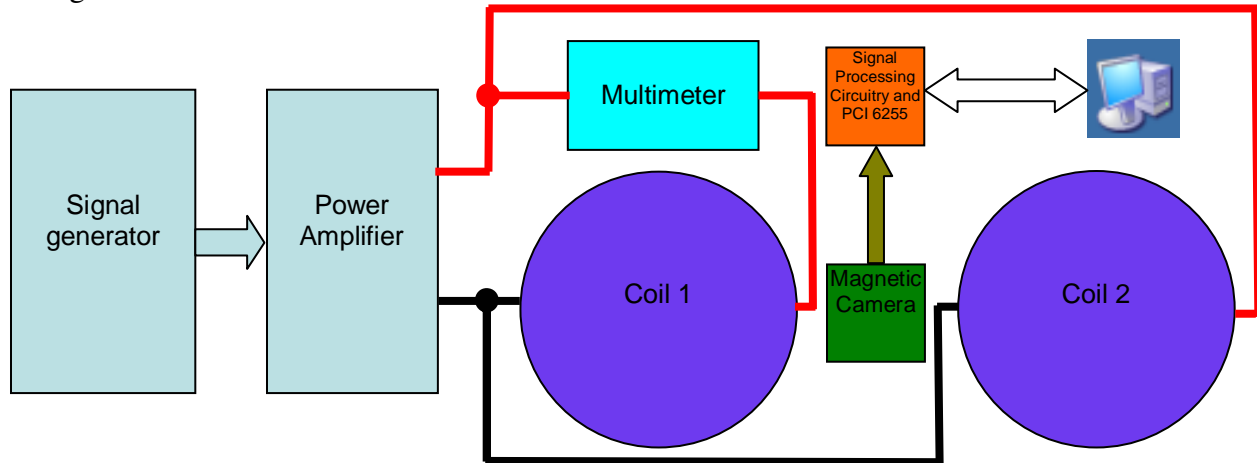 Signal
generator
Power
Amplifier
Multimeter
Signal
Processing
Circuitry and
PCI 6255
Coil 1
Magnetic
Camera
Coil 2